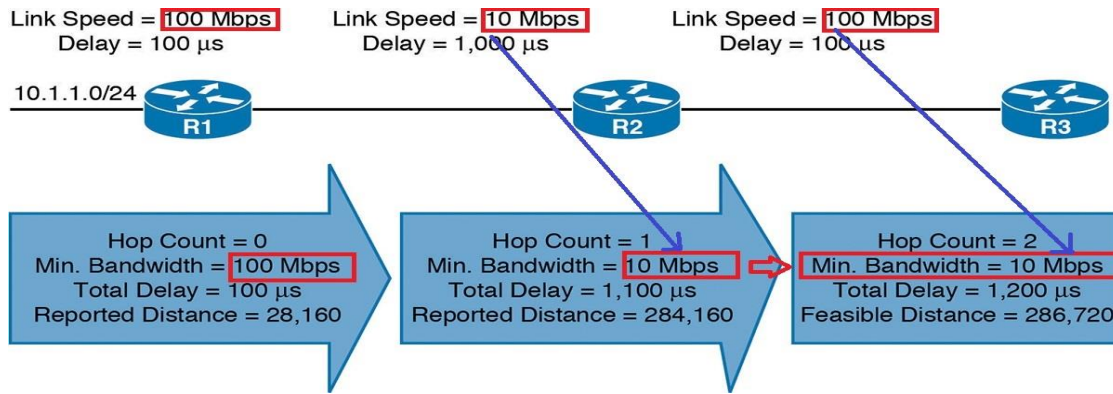 Link Speed = 100 Mbps
Delay = 100 μs
Link Speed = 10 Mbps
Delay = 1,000 μs
Link Speed = 100 Mbps
Delay = 100 μs
10.1.1.0/24
R1
R2
R3
Hop Count = 0
Min. Bandwidth = 100 Mbps
Total Delay = 100 μs
Reported Distance = 28,160
Hop Count = 1
Min. Bandwidth = 10 Mbps
Total Delay = 1,100 μs
Reported Distance = 284,160
Hop Count = 2
Min. Bandwidth = 10 Mbps
Total Delay = 1,200 μs
Feasible Distance = 286,720